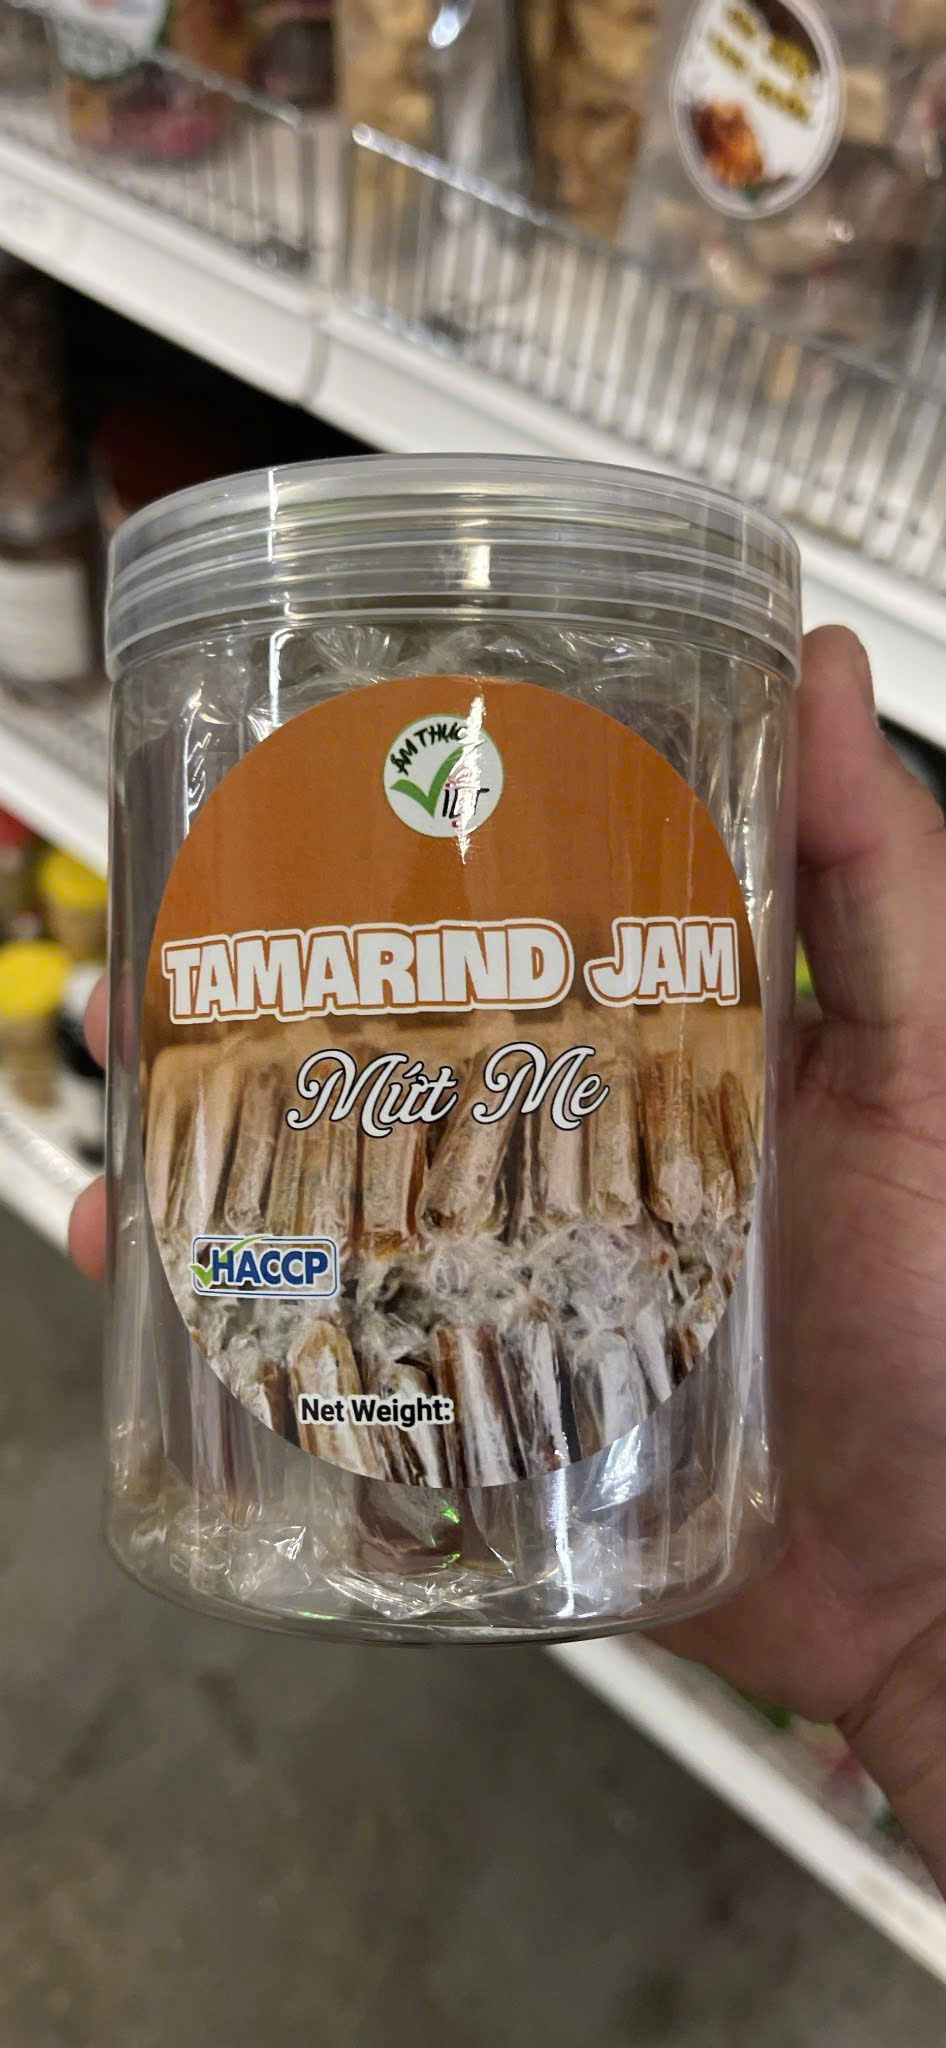 ẨM THỰC
VIỆT
TAMARIND JAM
Mứt Me
HACCP
Net Weight: